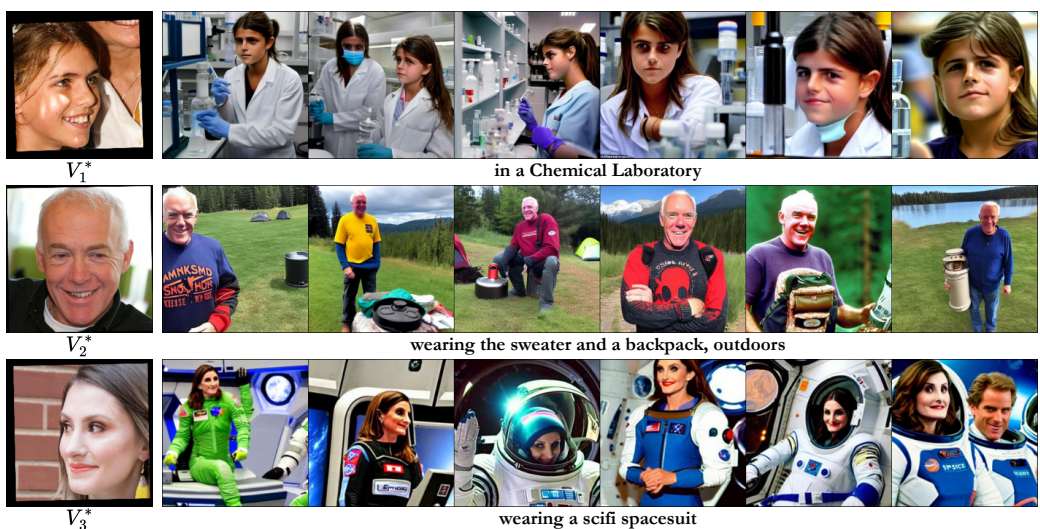 V₁*
in a Chemical Laboratory
V₂*
wearing the sweater and a backpack, outdoors
V₃*
wearing a scifi spacesuit